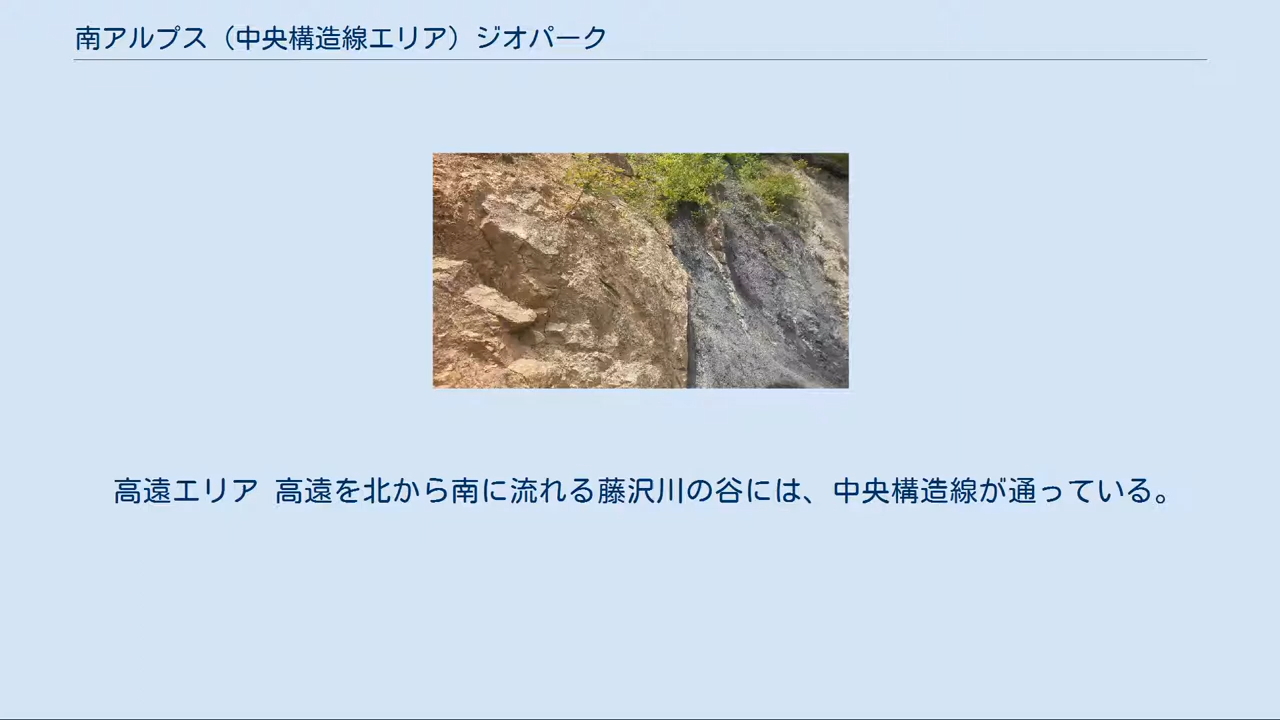 南アルプス（中央構造線エリア）ジオパーク
高遠エリア 高遠を北から南に流れる藤沢川の谷には、中央構造線が通っている。